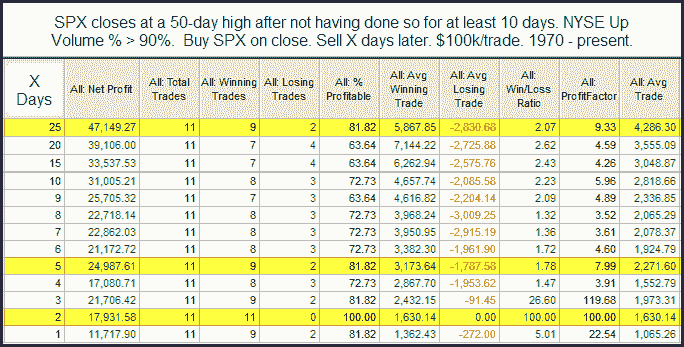 SPX closes at a 50-day high after not having done so for at least 10 days. NYSE Up
Volume % > 90%. Buy SPX on close. Sell X days later. $100k/trade. 1970 - present.
X Days All: Net Profit All: Total Trades All: Winning Trades All: Losing Trades All: % Profitable All: Avg Winning Trade All: Avg Losing Trade All: Win/Loss Ratio All: ProfitFactor All: Avg Trade
25 47,149.27 11 9 2 81.82 5,867.85 -2,830.68 2.07 9.33 4,286.30
20 39,106.00 11 7 4 63.64 7,144.22 -2,725.88 2.62 4.59 3,555.09
15 33,537.53 11 7 4 63.64 6,262.94 -2,575.76 2.43 4.26 3,048.87
10 31,005.21 11 8 3 72.73 4,657.74 -2,085.58 2.23 5.96 2,818.66
9 25,705.32 11 7 3 63.64 4,616.82 -2,204.14 2.09 4.89 2,336.85
8 22,718.14 11 8 3 72.73 3,968.24 -3,009.25 1.32 3.52 2,065.29
7 22,862.03 11 8 3 72.73 3,950.95 -2,915.19 1.36 3.61 2,078.37
6 21,172.72 11 8 3 72.73 3,382.30 -1,961.90 1.72 4.60 1,924.79
5 24,987.61 11 9 2 81.82 3,173.64 -1,787.58 1.78 7.99 2,271.60
4 17,080.71 11 8 3 72.73 2,867.70 -1,953.62 1.47 3.91 1,552.79
3 21,706.42 11 9 2 81.82 2,432.15 -91.45 26.60 119.68 1,973.31
2 17,931.58 11 11 0 100.00 1,630.14 0.00 100.00 100.00 1,630.14
1 11,717.90 11 9 2 81.82 1,362.43 -272.00 5.01 22.54 1,065.26